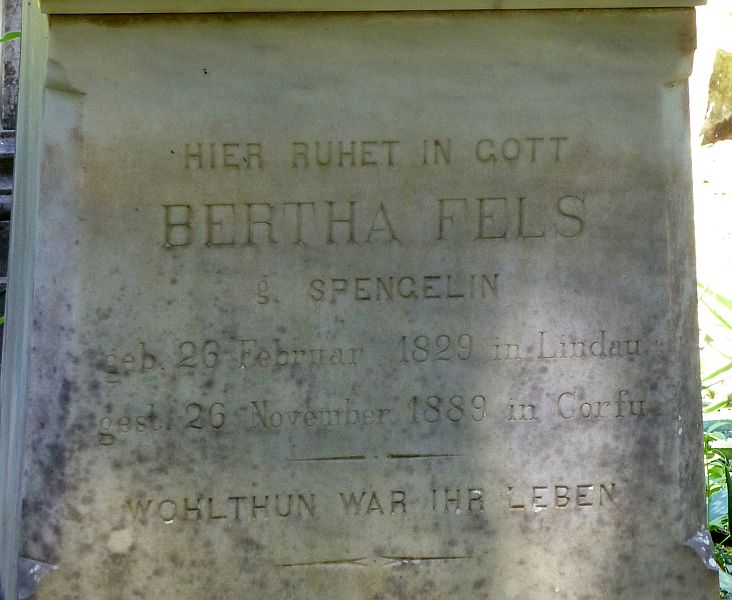 HIER RUHET IN GOTT
BERTHA FELS
g. SPENGELIN
geb. 26 Februar 1829 in Lindau
gest. 26 November 1889 in Corfu
WOHLTHUN WAR IHR LEBEN